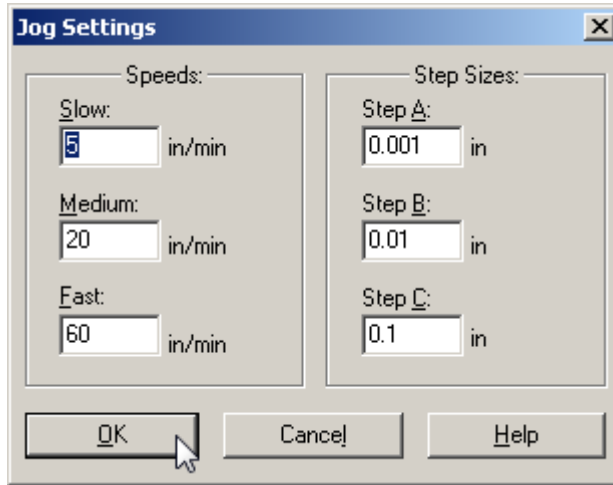 Jog Settings
Speeds:
Slow:
5 in/min
Medium:
20 in/min
Fast:
60 in/min
Step Sizes:
Step A:
0.001 in
Step B:
0.01 in
Step C:
0.1 in
OK Cancel Help